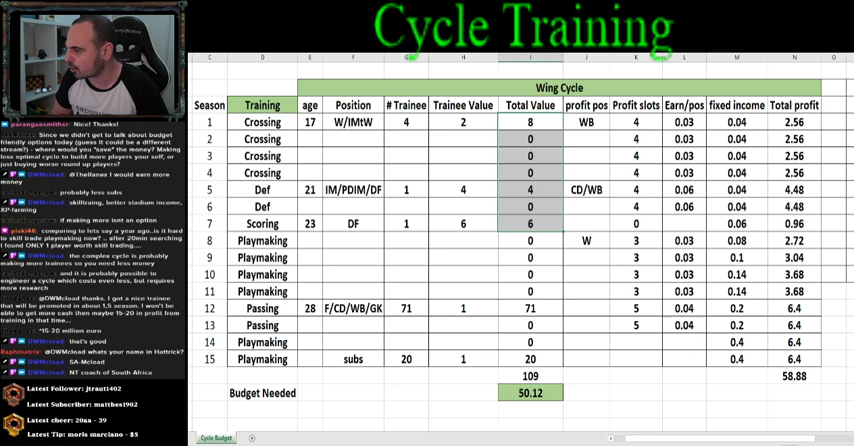 Cycle Training
C D E F G H I J K L M N O
Wing Cycle
Season Training age Position # Trainee Trainee Value Total Value profit pos Profit slots Earn/pos fixed income Total profit
1 Crossing 17 W/IMtW 4 2 8 WB 4 0.03 0.04 2.56
2 Crossing 0 4 0.03 0.04 2.56
3 Crossing 0 4 0.03 0.04 2.56
4 Crossing 0 4 0.03 0.04 2.56
5 Def 21 IM/PDIM/DF 1 4 4 CD/WB 4 0.06 0.04 4.48
6 Def 0 4 0.06 0.04 4.48
7 Scoring 23 DF 1 6 6 0 0.06 0.96
8 Playmaking 0 W 3 0.03 0.08 2.72
9 Playmaking 0 3 0.03 0.1 3.04
10 Playmaking 0 3 0.03 0.14 3.68
11 Playmaking 0 3 0.03 0.14 3.68
12 Passing 28 F/CD/WB/GK 71 1 71 5 0.04 0.2 6.4
13 Passing 0 5 0.04 0.2 6.4
14 Playmaking 0 0.4 6.4
15 Playmaking subs 20 1 20 0.4 6.4
109 58.88
Budget Needed 50.12
Cycle Budget
parangaosmithsr: Nice! Thanks!
Since we didn't get to talk about budget
friendly options today (guess it could be a different
stream?) - where would you "save" the money? Making
less optimal cycle to build more players your self, or
just buying worse round up players?
DWMcload: @TheRanex I would earn more
money
probably less subs
DWMcload: skilltraing, better stadium income,
XP-farming
if making more isnt an option
piski46: comparing to lets say a year ago..is it hard
to skill trade playmaking now? .. after 20min searching
I found ONLY 1 player worth skill trading....
DWMcload: the complex cycle is probably
making more trainees so you need less money
and it is probably possible to
engineer a cycle which costs even less, but requires
more research
@DWMcload thanks. I got a nice trainee
that will be promoted in about 1,5 season. I won't be
able to get more cash then maybe 15-20 in profit from
training in that time...
*15-20 million euro
DWMcload: that's good
Raphinatrix: @DWMcload whats your name in Hattrick?
DWMcload: SA-Mcload
DWMcload: NT coach of South Africa
Latest Follower: jtraut1402
Latest Subscriber: matthes1902
Latest cheer: 20aa - 39
Latest Tip: moris marciano - $5